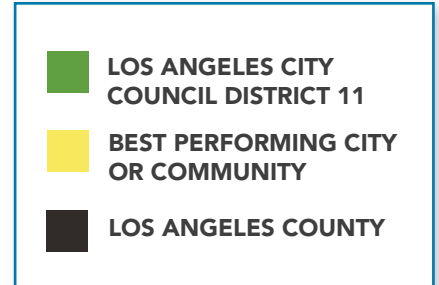 LOS ANGELES CITY
COUNCIL DISTRICT 11
BEST PERFORMING CITY
OR COMMUNITY
LOS ANGELES COUNTY